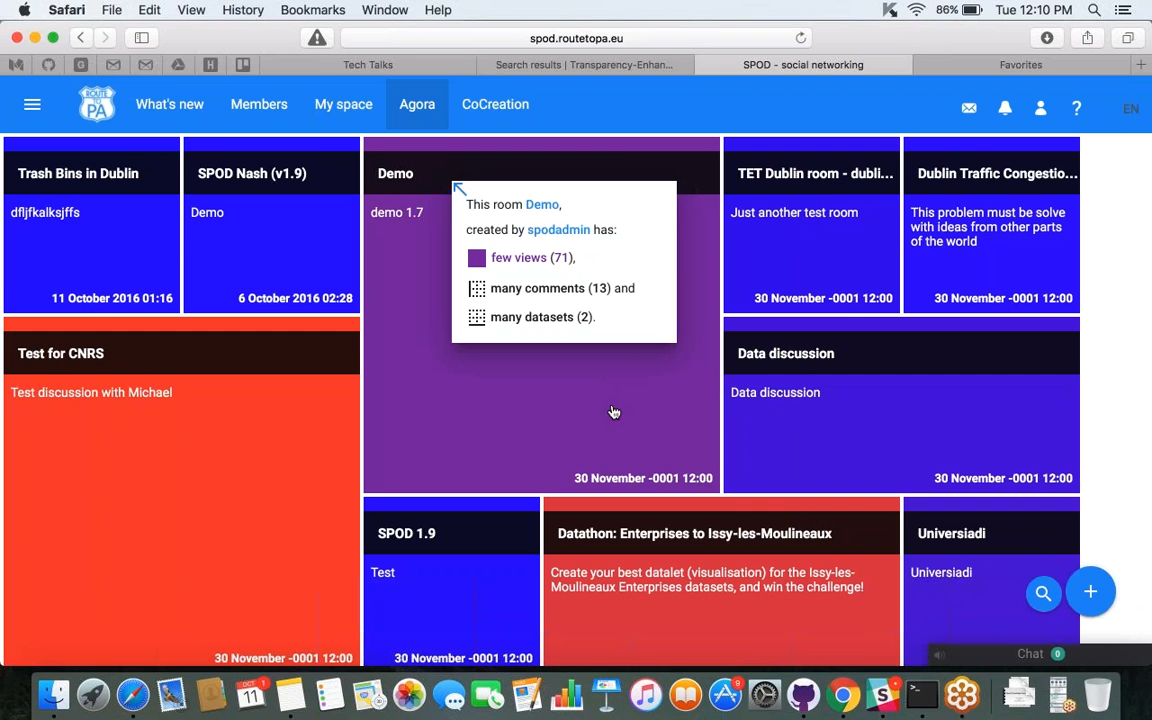 Safari File Edit View History Bookmarks Window Help 86% Tue 12:10 PM
spod.routetopa.eu
Tech Talks
Search results | Transparency-Enhan...
SPOD - social networking
Favorites
ROUTE TO PA
What's new Members My space Agora CoCreation EN
Trash Bins in Dublin
dfljfkalksjffs
11 October 2016 01:16
SPOD Nash (v1.9)
Demo
6 October 2016 02:28
Demo
demo 1.7
30 November -0001 12:00
This room Demo,
created by spodadmin has:
few views (71),
many comments (13) and
many datasets (2).
TET Dublin room - dubli...
Just another test room
30 November -0001 12:00
Dublin Traffic Congestio...
This problem must be solve
with ideas from other parts
of the world
30 November -0001 12:00
Test for CNRS
Test discussion with Michael
30 November -0001 12:00
Data discussion
Data discussion
30 November -0001 12:00
SPOD 1.9
Test
30 November -0001 12:00
Datathon: Enterprises to Issy-les-Moulineaux
Create your best datalet (visualisation) for the Issy-les-
Moulineaux Enterprises datasets, and win the challenge!
Universiadi
Universiadi
Chat 0
OCT 11
1
9